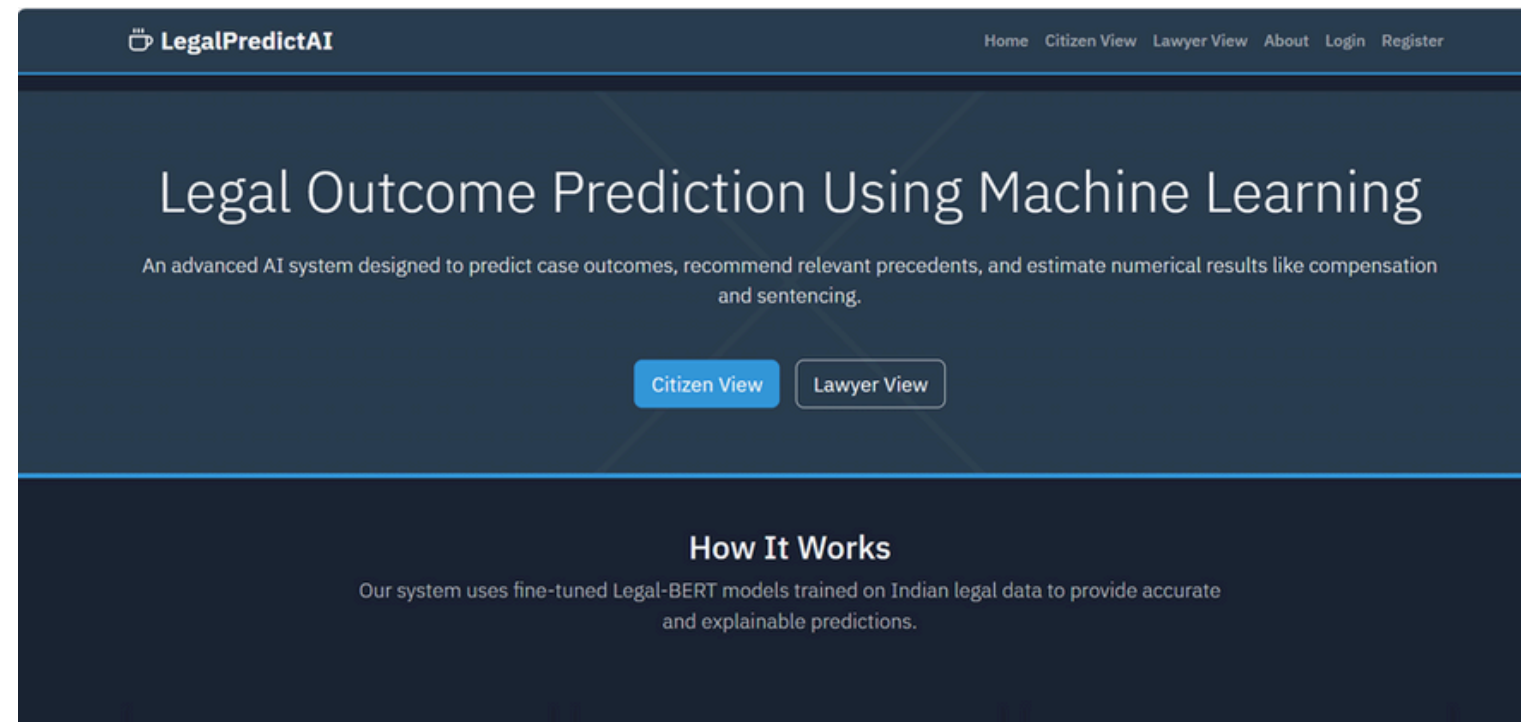 LegalPredictAI
Home Citizen View Lawyer View About Login Register
Legal Outcome Prediction Using Machine Learning
An advanced AI system designed to predict case outcomes, recommend relevant precedents, and estimate numerical results like compensation
and sentencing.
Citizen View Lawyer View
How It Works
Our system uses fine-tuned Legal-BERT models trained on Indian legal data to provide accurate
and explainable predictions.